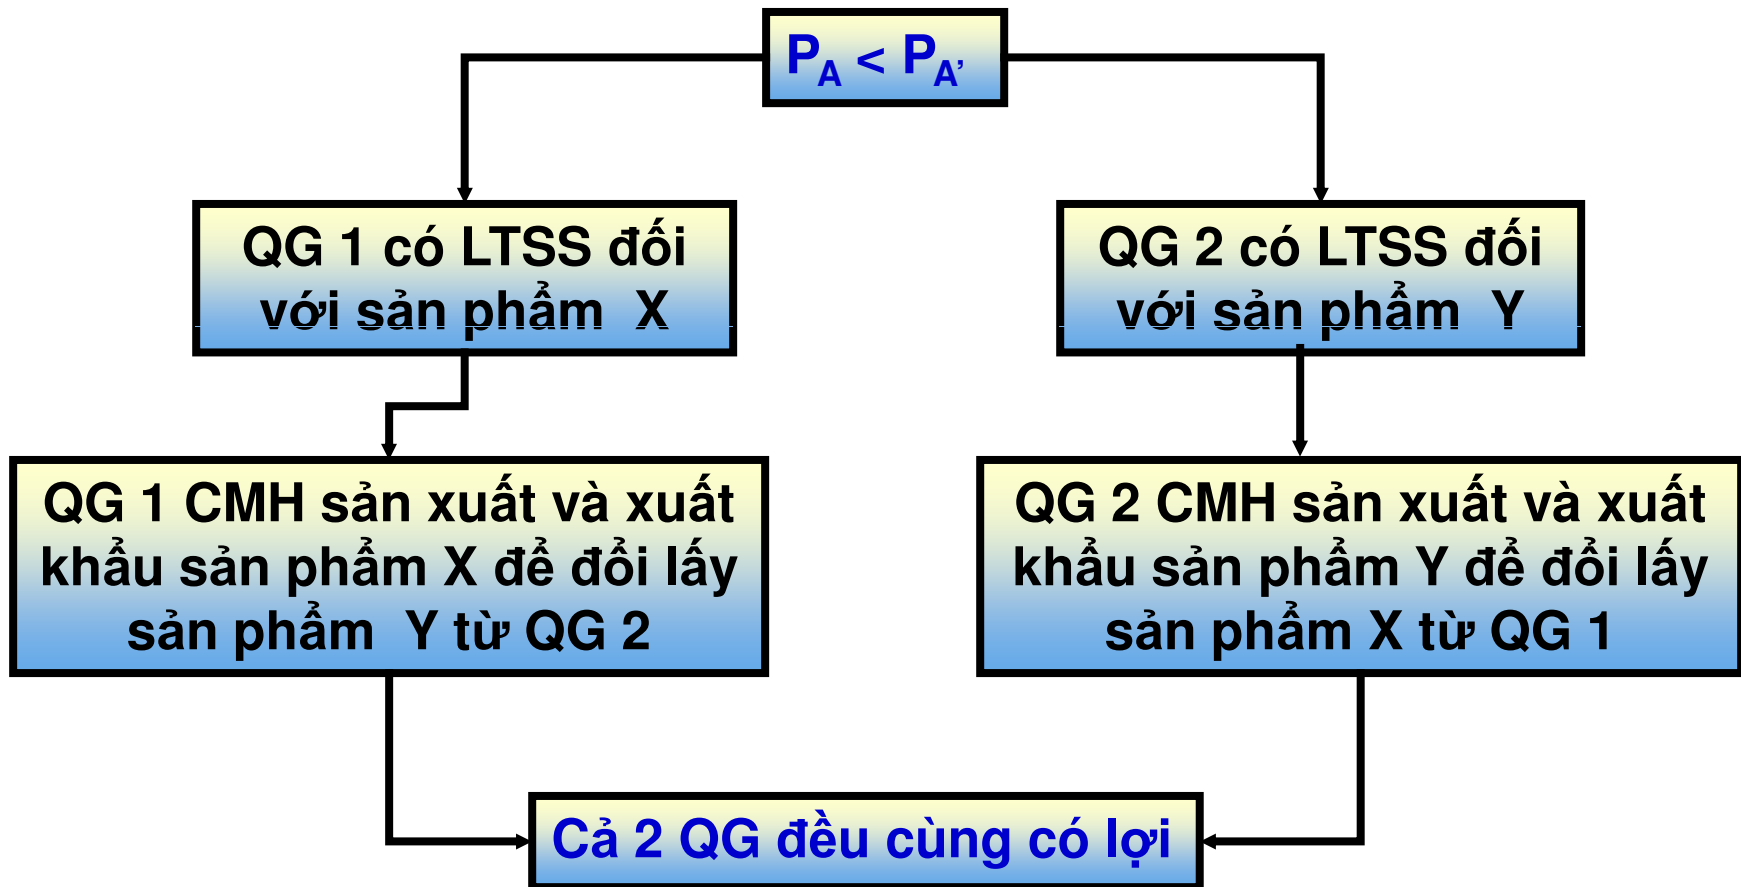 P_A < P_A'
QG 1 có LTSS đối
với sản phẩm X
QG 2 có LTSS đối
với sản phẩm Y
QG 1 CMH sản xuất và xuất
khẩu sản phẩm X để đổi lấy
sản phẩm Y từ QG 2
QG 2 CMH sản xuất và xuất
khẩu sản phẩm Y để đổi lấy
sản phẩm X từ QG 1
Cả 2 QG đều cùng có lợi